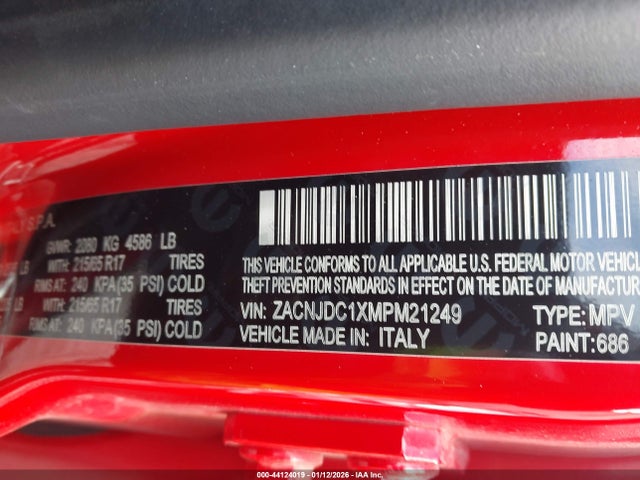 S.P.A.
GVWR: 2080 KG 4586 LB
WITH: 215/65 R17 TIRES
RIMS AT: 240 KPA (35 PSI) COLD
WITH: 215/65 R17 TIRES
RIMS AT: 240 KPA (35 PSI) COLD
THIS VEHICLE CONFORMS TO ALL APPLICABLE U.S. FEDERAL MOTOR VEHICLE
THEFT PREVENTION STANDARDS IN EFFECT ON THE DATE OF MANUFACTURE
VIN: ZACNJDC1XMPM21249 TYPE: MPV
VEHICLE MADE IN: ITALY PAINT: 686
000-44124019 - 01/12/2026 - IAA Inc.